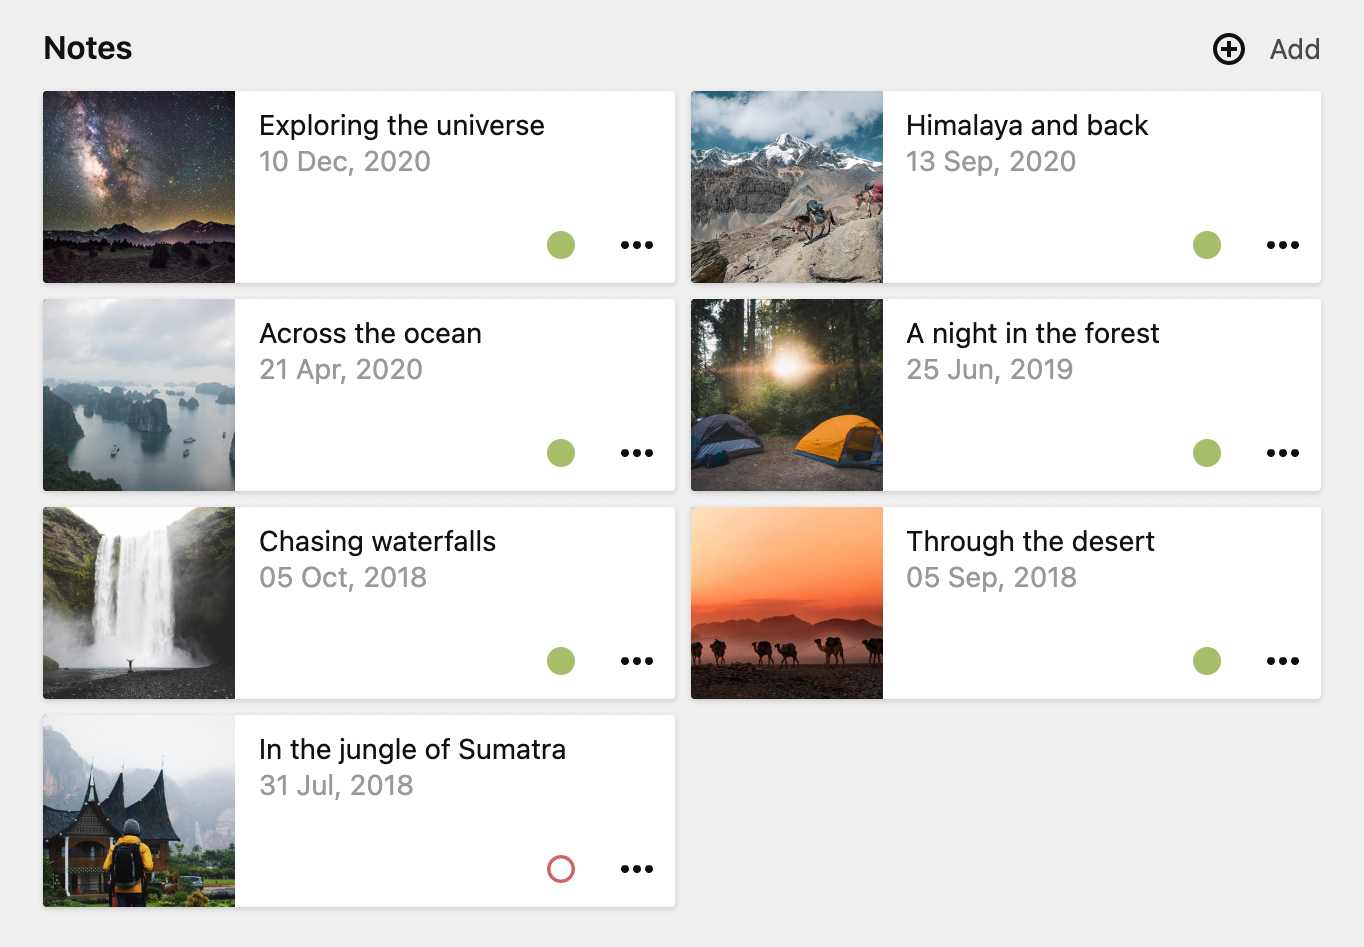 Notes
Add
Exploring the universe
10 Dec, 2020
Himalaya and back
13 Sep, 2020
Across the ocean
21 Apr, 2020
A night in the forest
25 Jun, 2019
Chasing waterfalls
05 Oct, 2018
Through the desert
05 Sep, 2018
In the jungle of Sumatra
31 Jul, 2018